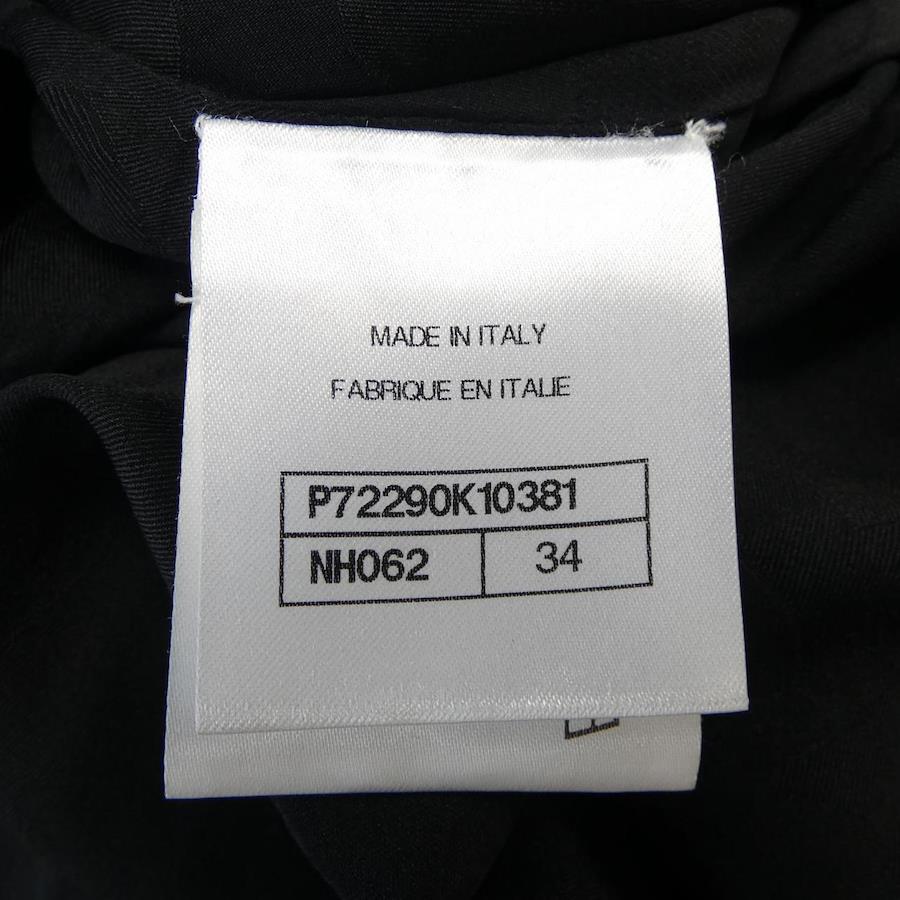 MADE IN ITALY
FABRIQUE EN ITALIE
P72290K10381
NH062 34